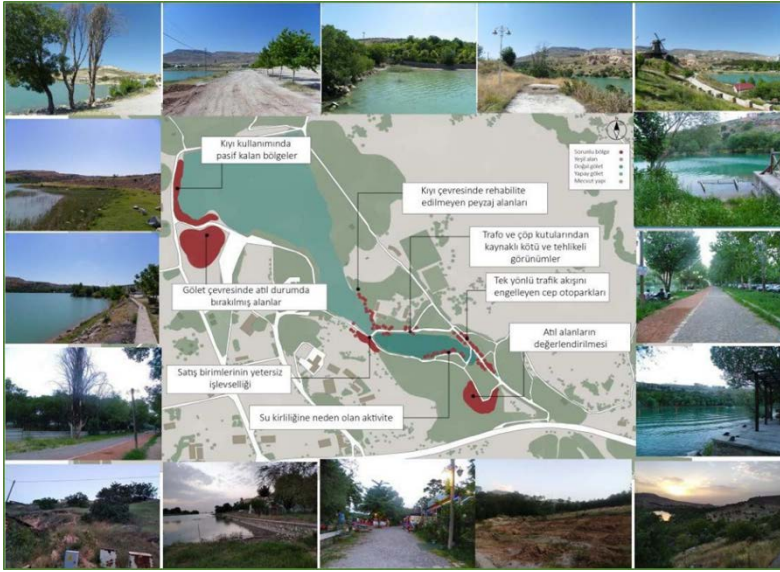 Kıyı kullanımında
pasif kalan bölgeler
Sorunlu bölge
Yeşil alan
Doğal gölet
Yapay gölet
Mevcut yapı
Kıyı çevresinde rehabilite
edilmeyen peyzaj alanları
Trafo ve çöp kutularından
kaynaklı kötü ve tehlikeli
görünümler
Gölet çevresinde atıl durumda
bırakılmış alanlar
Tek yönlü trafik akışını
engelleyen cep otoparkları
Atıl alanların
değerlendirilmesi
Satış birimlerinin yetersiz
işlevselliği
Su kirliliğine neden olan aktivite